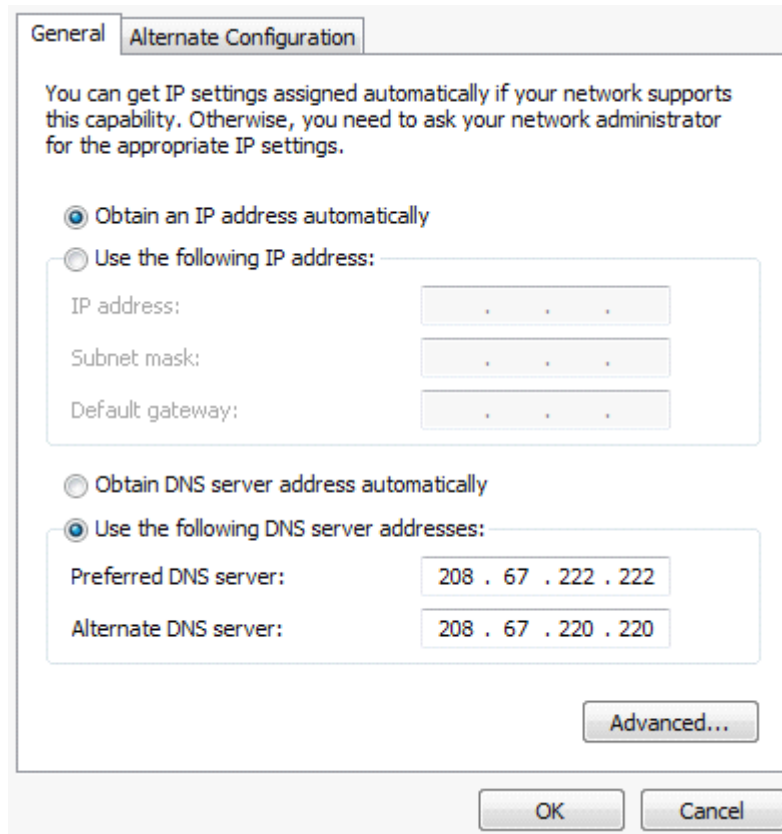 General
Alternate Configuration
You can get IP settings assigned automatically if your network supports
this capability. Otherwise, you need to ask your network administrator
for the appropriate IP settings.
Obtain an IP address automatically
Use the following IP address:
IP address:
. . .
Subnet mask:
. . .
Default gateway:
. . .
Obtain DNS server address automatically
Use the following DNS server addresses:
Preferred DNS server:
208 . 67 . 222 . 222
Alternate DNS server:
208 . 67 . 220 . 220
Advanced...
OK
Cancel